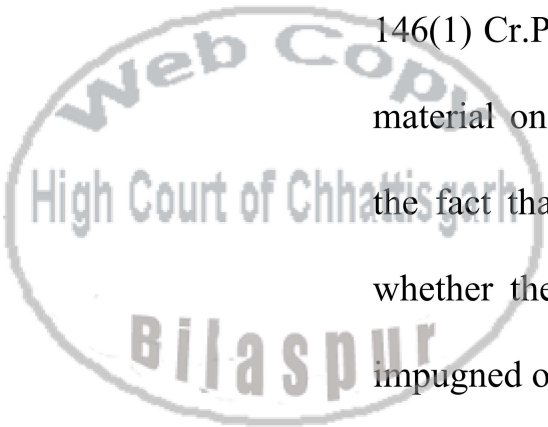 Web Copy
High Court of Chhattisgarh
Bilaspur
146(1) Cr.P
material on
the fact tha
whether the
impugned o